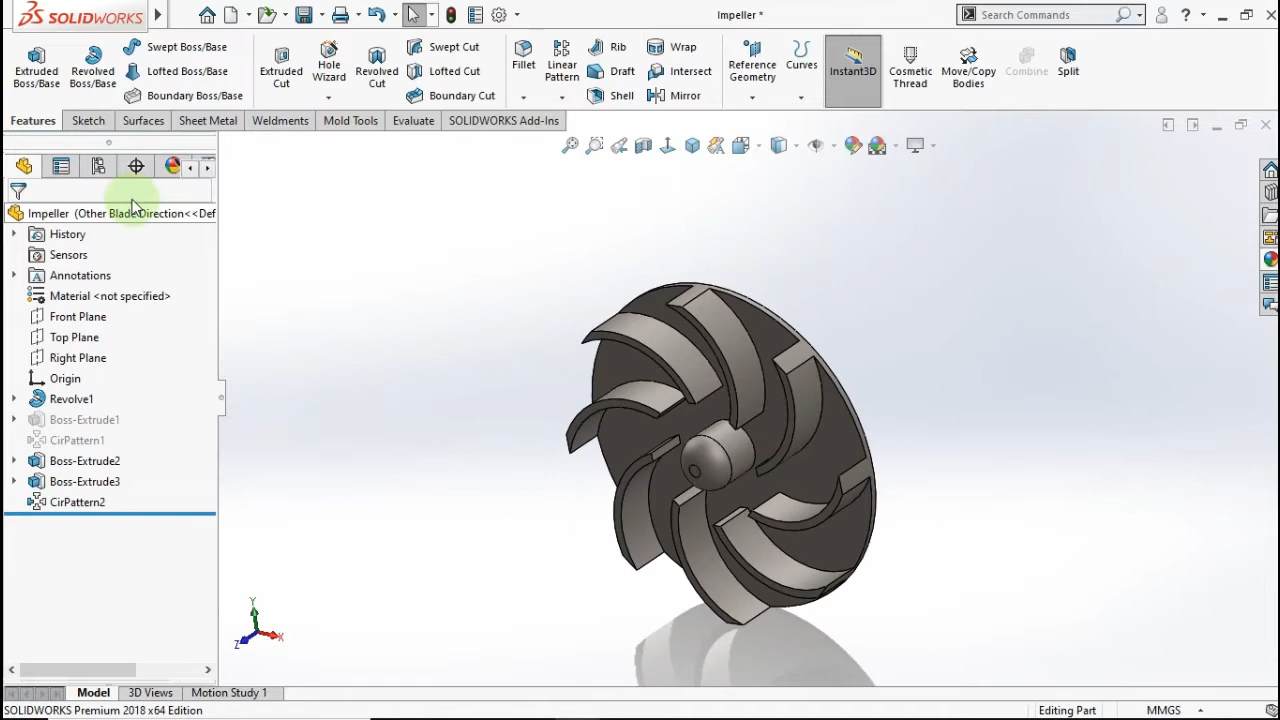 SOLIDWORKS
Impeller *
Search Commands
?
Extruded Boss/Base
Revolved Boss/Base
Swept Boss/Base
Lofted Boss/Base
Boundary Boss/Base
Extruded Cut
Hole Wizard
Revolved Cut
Swept Cut
Lofted Cut
Boundary Cut
Fillet
Linear Pattern
Rib
Draft
Shell
Wrap
Intersect
Mirror
Reference Geometry
Curves
Instant3D
Cosmetic Thread
Move/Copy Bodies
Combine
Split
Features Sketch Surfaces Sheet Metal Weldments Mold Tools Evaluate SOLIDWORKS Add-Ins
Impeller (Other Blade Direction<<Def
History
Sensors
Annotations
Material <not specified>
Front Plane
Top Plane
Right Plane
Origin
Revolve1
Boss-Extrude1
CirPattern1
Boss-Extrude2
Boss-Extrude3
CirPattern2
Y
Z
X
Model 3D Views Motion Study 1
SOLIDWORKS Premium 2018 x64 Edition Editing Part MMGS